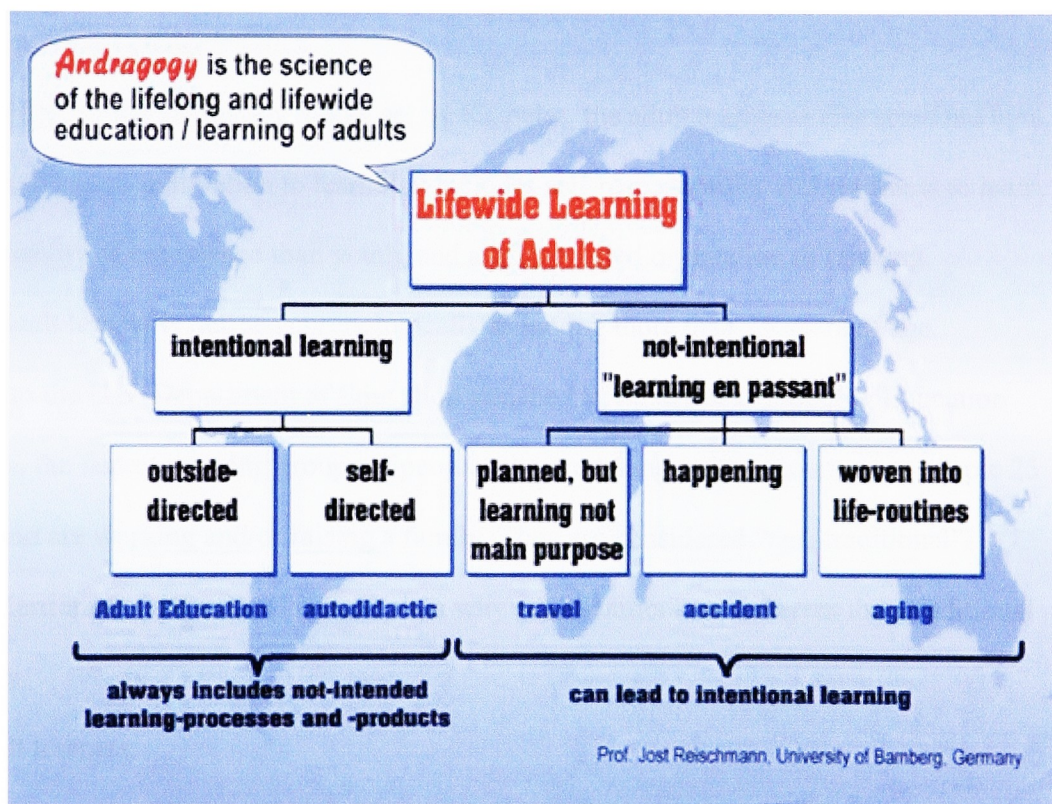 Andragogy is the science
of the lifelong and lifewide
education / learning of adults
Lifewide Learning
of Adults
intentional learning
not-intentional
"learning en passant"
outside-
directed
self-
directed
planned, but
learning not
main purpose
happening
woven into
life-routines
Adult Education
autodidactic
travel
accident
aging
always includes not-intended
learning-processes and -products
can lead to intentional learning
Prof. Jost Reischmann, University of Bamberg, Germany